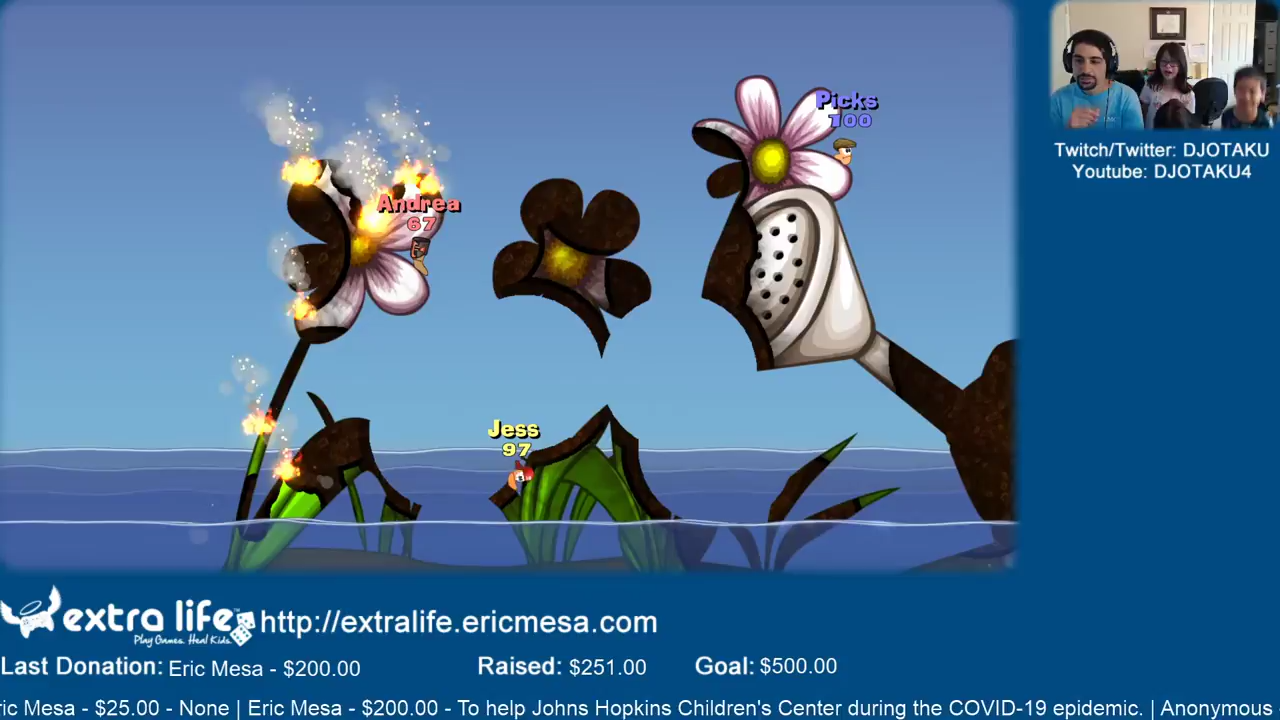 Picks
100
Andrea
67
Jess
97
Twitch/Twitter: DJOTAKU
Youtube: DJOTAKU4
extra life
Play Games. Heal Kids.
http://extralife.ericmesa.com
Last Donation: Eric Mesa - $200.00
Raised: $251.00
Goal: $500.00
ric Mesa - $25.00 - None | Eric Mesa - $200.00 - To help Johns Hopkins Children's Center during the COVID-19 epidemic. | Anonymous